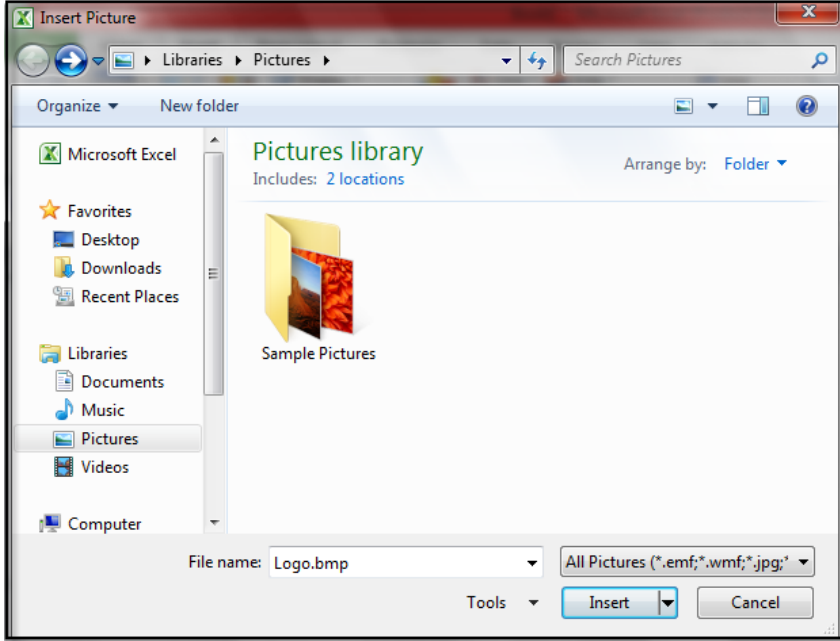 Insert Picture
Libraries Pictures
Search Pictures
Organize New folder
Microsoft Excel
Favorites
Desktop
Downloads
Recent Places
Libraries
Documents
Music
Pictures
Videos
Computer
Pictures library
Includes: 2 locations
Arrange by: Folder
Sample Pictures
File name: Logo.bmp
All Pictures (*.emf;*.wmf;*.jpg;*
Tools Insert Cancel